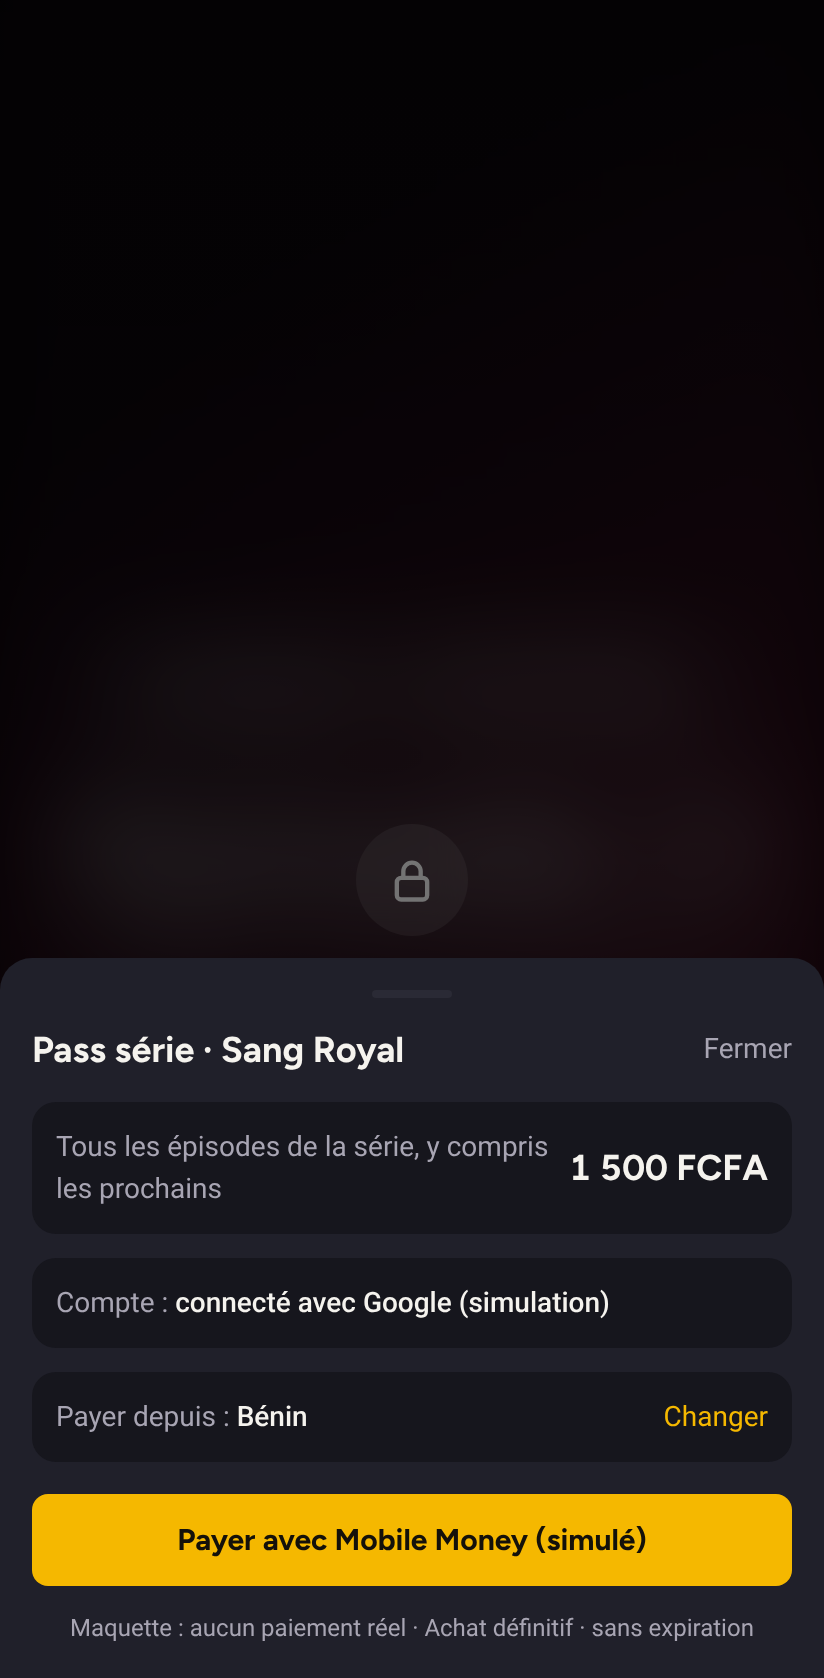 Pass série · Sang Royal
Fermer
Tous les épisodes de la série, y compris
les prochains
1 500 FCFA
Compte : connecté avec Google (simulation)
Payer depuis : Bénin
Changer
Payer avec Mobile Money (simulé)
Maquette : aucun paiement réel · Achat définitif · sans expiration